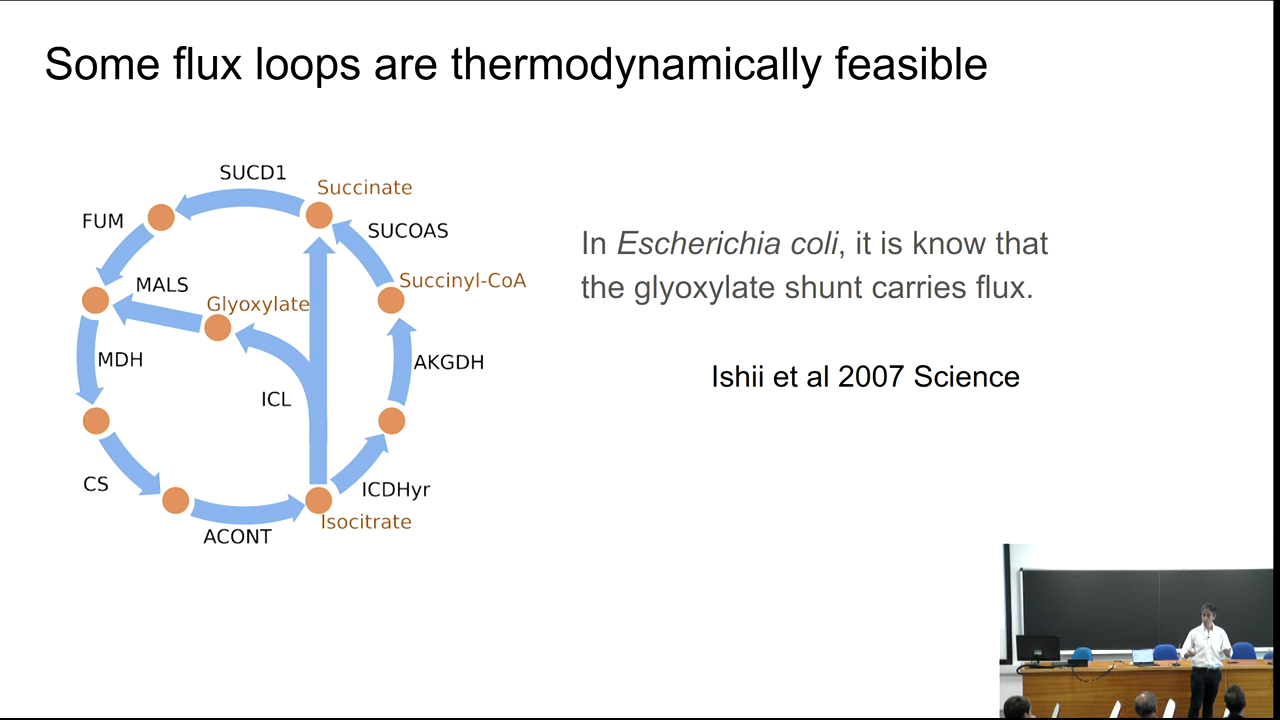 Some flux loops are thermodynamically feasible
SUCD1
Succinate
FUM
SUCOAS
MALS
Succinyl-CoA
Glyoxylate
MDH
AKGDH
ICL
CS
ICDHyr
Isocitrate
ACONT
In Escherichia coli, it is know that
the glyoxylate shunt carries flux.
Ishii et al 2007 Science